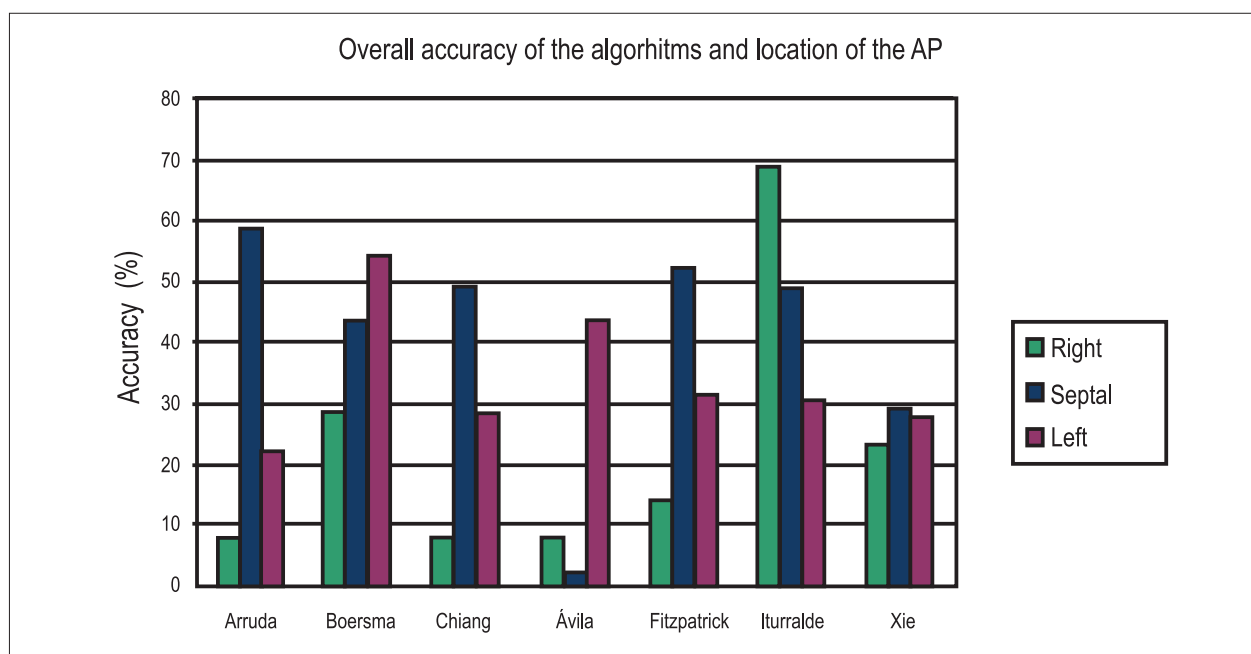 Overall accuracy of the algorhitms and location of the AP
Accuracy (%)
80
70
60
50
40
30
20
10
0
Arruda Boersma Chiang Ávila Fitzpatrick Iturralde Xie
Right
Septal
Left